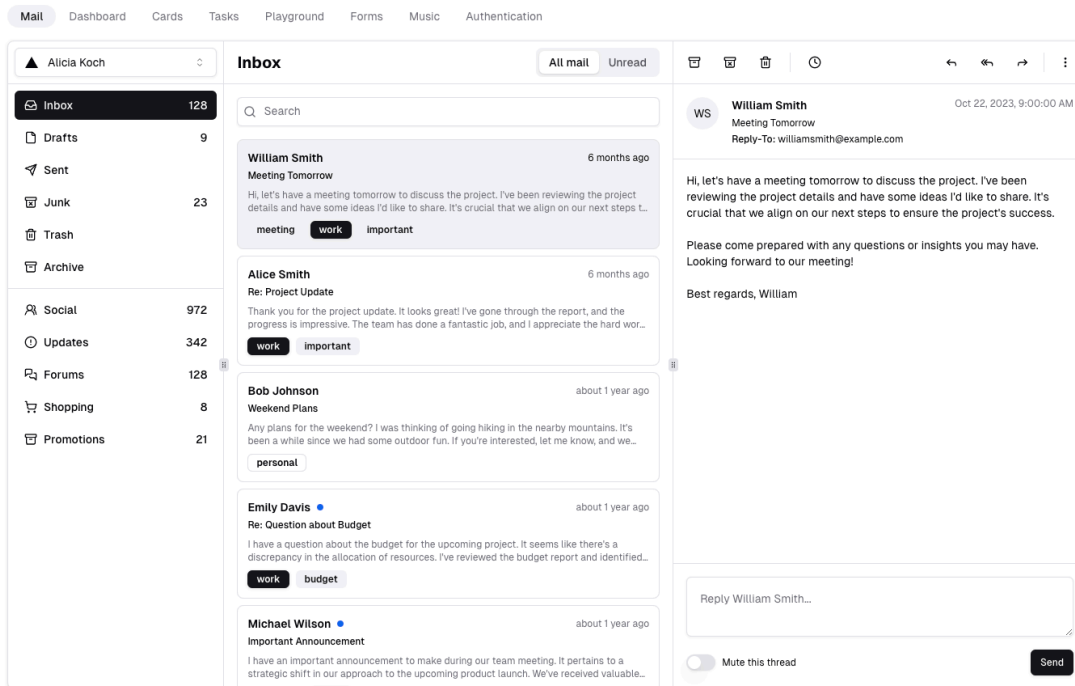 Mail Dashboard Cards Tasks Playground Forms Music Authentication
Alicia Koch
Inbox 128
Drafts 9
Sent
Junk 23
Trash
Archive
Social 972
Updates 342
Forums 128
Shopping 8
Promotions 21
Inbox All mail Unread
Search
William Smith 6 months ago
Meeting Tomorrow
Hi, let's have a meeting tomorrow to discuss the project. I've been reviewing the project
details and have some ideas I'd like to share. It's crucial that we align on our next steps t...
meeting work important
Alice Smith 6 months ago
Re: Project Update
Thank you for the project update. It looks great! I've gone through the report, and the
progress is impressive. The team has done a fantastic job, and I appreciate the hard wor...
work important
Bob Johnson about 1 year ago
Weekend Plans
Any plans for the weekend? I was thinking of going hiking in the nearby mountains. It's
been a while since we had some outdoor fun. If you're interested, let me know, and we...
personal
Emily Davis about 1 year ago
Re: Question about Budget
I have a question about the budget for the upcoming project. It seems like there's a
discrepancy in the allocation of resources. I've reviewed the budget report and identified...
work budget
Michael Wilson about 1 year ago
Important Announcement
I have an important announcement to make during our team meeting. It pertains to a
strategic shift in our approach to the upcoming product launch. We've received valuable...
WS
William Smith Oct 22, 2023, 9:00:00 AM
Meeting Tomorrow
Reply-To: williamsmith@example.com
Hi, let's have a meeting tomorrow to discuss the project. I've been
reviewing the project details and have some ideas I'd like to share. It's
crucial that we align on our next steps to ensure the project's success.
Please come prepared with any questions or insights you may have.
Looking forward to our meeting!
Best regards, William
Reply William Smith...
Mute this thread Send